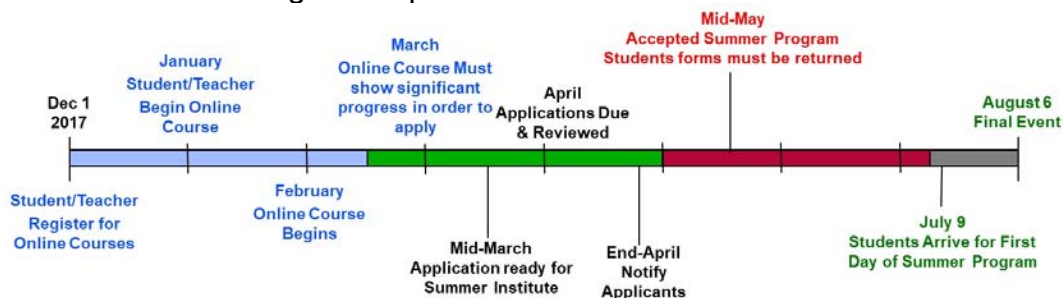 Mid-May
Accepted Summer Program
Students forms must be returned
March
Online Course Must
show significant
progress in order to
apply
January
Student/Teacher
Begin Online
Course
April
Applications Due
& Reviewed
Dec 1
2017
August 6
Final Event
Student/Teacher
Register for
Online Courses
February
Online Course
Begins
Mid-March
Application ready for
Summer Institute
End-April
Notify
Applicants
July 9
Students Arrive for First
Day of Summer Program